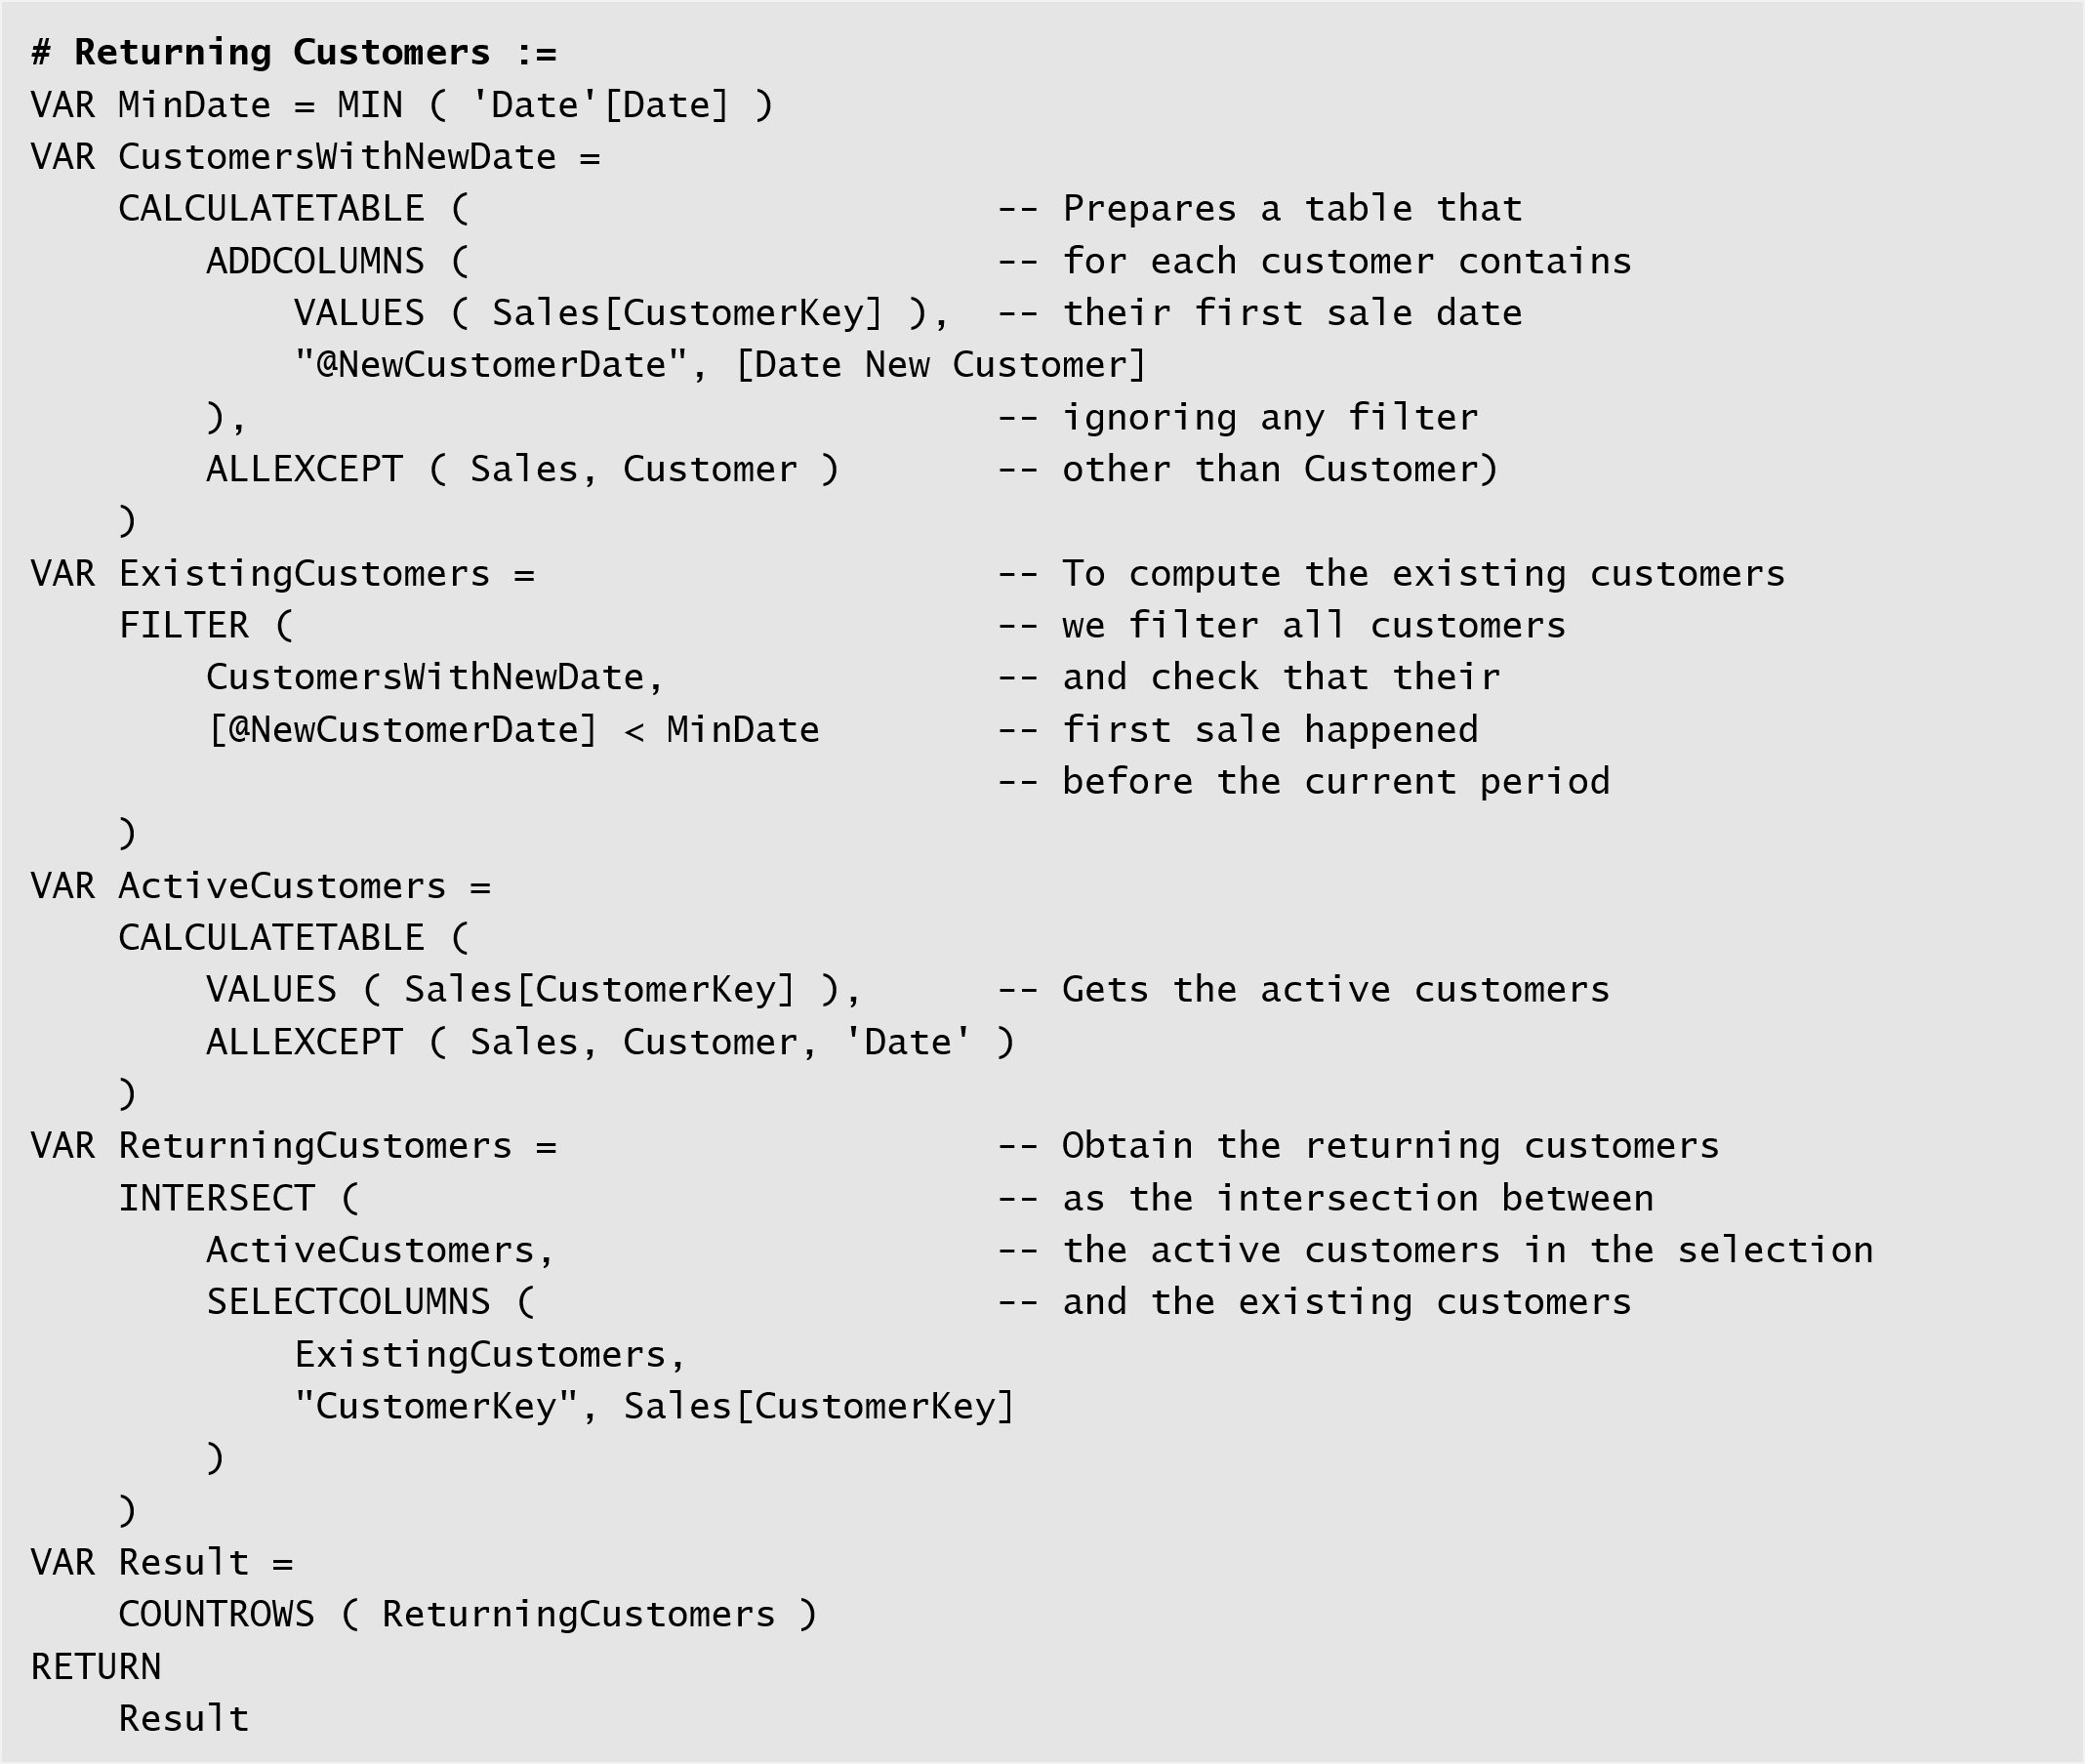 # Returning Customers :=
VAR MinDate = MIN ( 'Date'[Date] )
VAR CustomersWithNewDate =
    CALCULATETABLE (                        -- Prepares a table that
        ADDCOLUMNS (                        -- for each customer contains
            VALUES ( Sales[CustomerKey] ),  -- their first sale date
            "@NewCustomerDate", [Date New Customer]
        ),                                  -- ignoring any filter
        ALLEXCEPT ( Sales, Customer )       -- other than Customer)
    )
VAR ExistingCustomers =                     -- To compute the existing customers
    FILTER (                                -- we filter all customers
        CustomersWithNewDate,               -- and check that their
        [@NewCustomerDate] < MinDate        -- first sale happened
                                            -- before the current period
    )
VAR ActiveCustomers =
    CALCULATETABLE (
        VALUES ( Sales[CustomerKey] ),      -- Gets the active customers
        ALLEXCEPT ( Sales, Customer, 'Date' )
    )
VAR ReturningCustomers =                    -- Obtain the returning customers
    INTERSECT (                             -- as the intersection between
        ActiveCustomers,                    -- the active customers in the selection
        SELECTCOLUMNS (                     -- and the existing customers
            ExistingCustomers,
            "CustomerKey", Sales[CustomerKey]
        )
    )
VAR Result =
    COUNTROWS ( ReturningCustomers )
RETURN
    Result